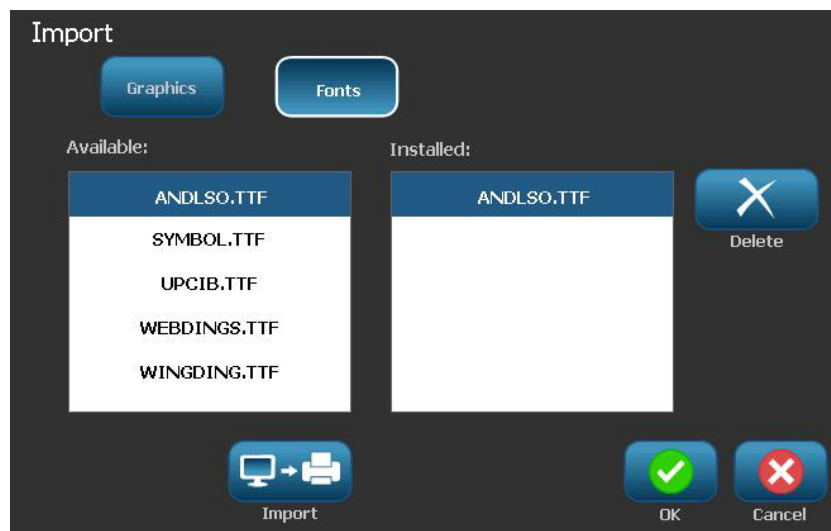 Import
Graphics
Fonts
Available:
Installed:
ANDLSO.TTF
SYMBOL.TTF
UPCIB.TTF
WEBDINGS.TTF
WINGDING.TTF
ANDLSO.TTF
Delete
Import
OK
Cancel